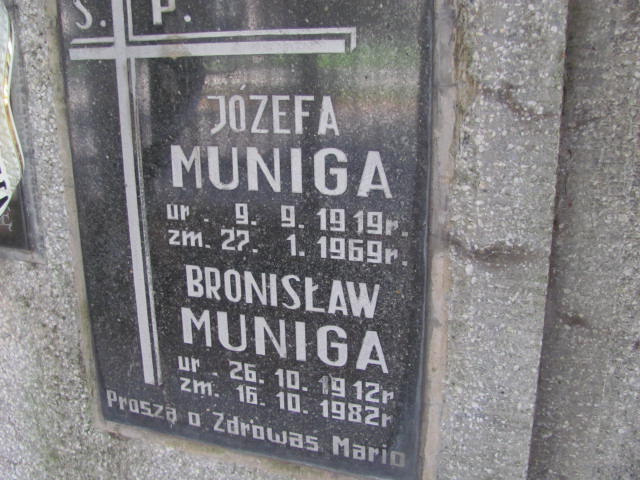 Ś. P.
JÓZEFA
MUNIGA
ur. 9. 9. 1919r.
zm. 27. 1. 1969r.
BRONISŁAW
MUNIGA
ur. 26. 10. 1912r
zm. 16. 10. 1982r
Proszą o Zdrowaś Mario